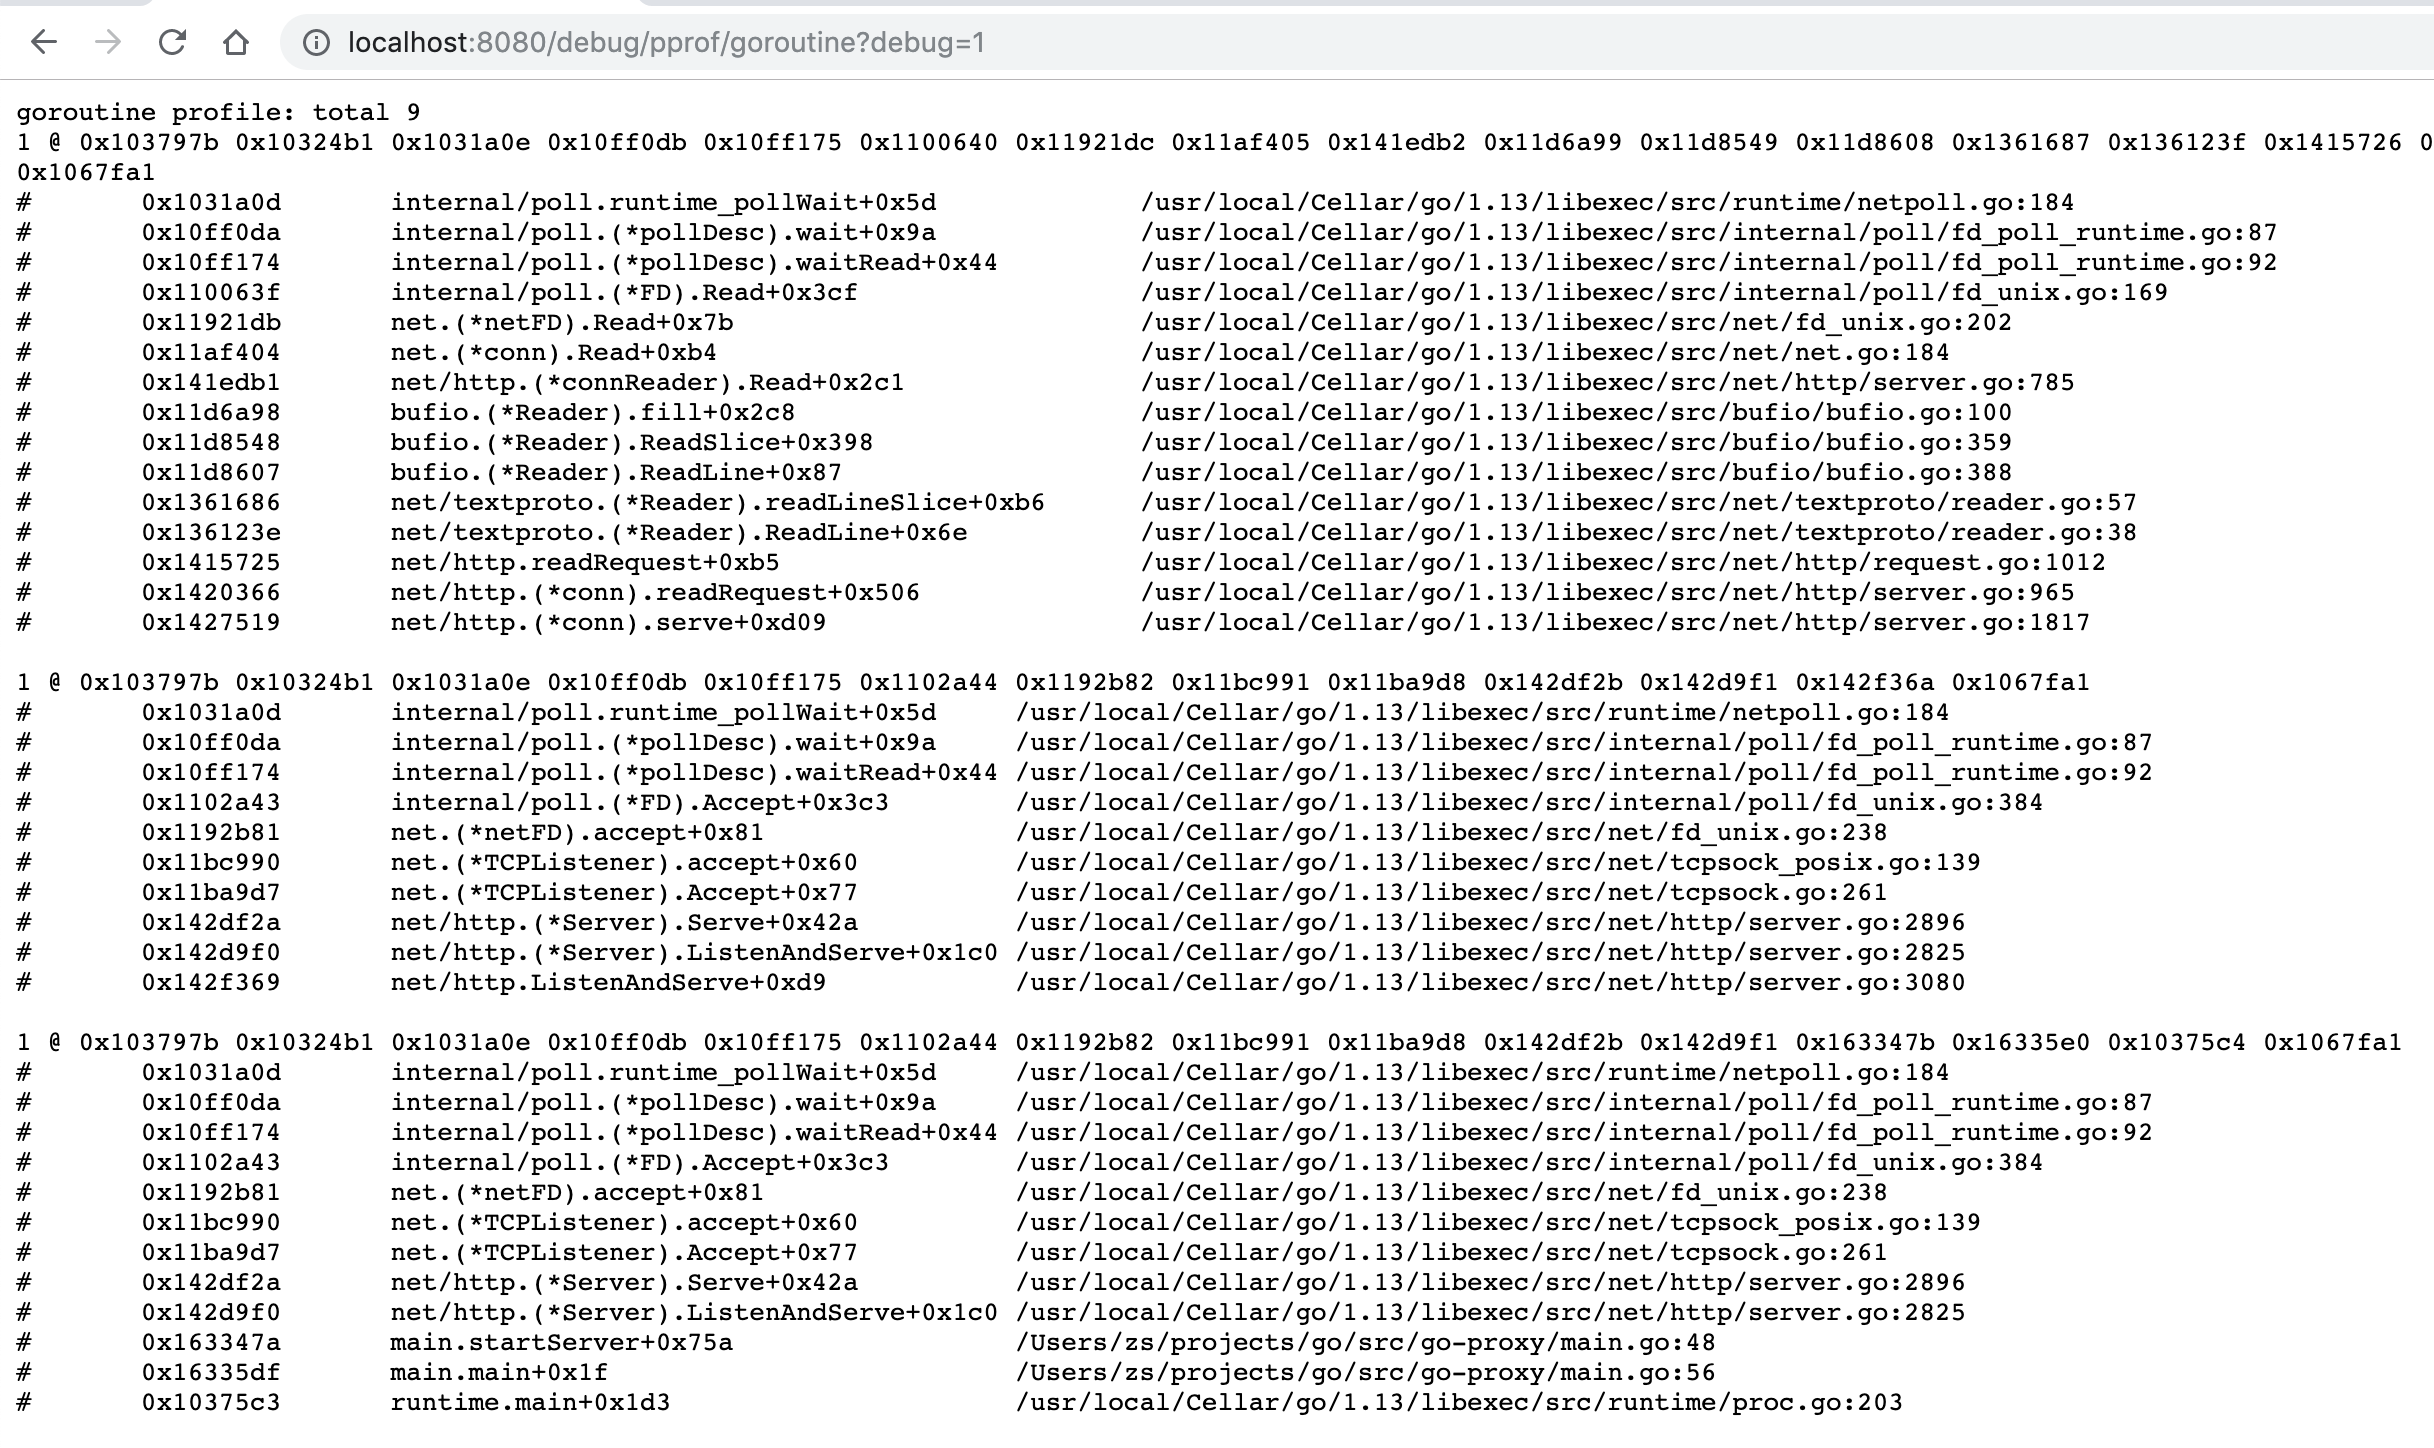 localhost:8080/debug/pprof/goroutine?debug=1
goroutine profile: total 9
1 @ 0x103797b 0x10324b1 0x1031a0e 0x10ff0db 0x10ff175 0x1100640 0x11921dc 0x11af405 0x141edb2 0x11d6a99 0x11d8549 0x11d8608 0x1361687 0x136123f 0x1415726 0
0x1067fa1
# 0x1031a0d internal/poll.runtime_pollWait+0x5d /usr/local/Cellar/go/1.13/libexec/src/runtime/netpoll.go:184
# 0x10ff0da internal/poll.(*pollDesc).wait+0x9a /usr/local/Cellar/go/1.13/libexec/src/internal/poll/fd_poll_runtime.go:87
# 0x10ff174 internal/poll.(*pollDesc).waitRead+0x44 /usr/local/Cellar/go/1.13/libexec/src/internal/poll/fd_poll_runtime.go:92
# 0x110063f internal/poll.(*FD).Read+0x3cf /usr/local/Cellar/go/1.13/libexec/src/internal/poll/fd_unix.go:169
# 0x11921db net.(*netFD).Read+0x7b /usr/local/Cellar/go/1.13/libexec/src/net/fd_unix.go:202
# 0x11af404 net.(*conn).Read+0xb4 /usr/local/Cellar/go/1.13/libexec/src/net/net.go:184
# 0x141edb1 net/http.(*connReader).Read+0x2c1 /usr/local/Cellar/go/1.13/libexec/src/net/http/server.go:785
# 0x11d6a98 bufio.(*Reader).fill+0x2c8 /usr/local/Cellar/go/1.13/libexec/src/bufio/bufio.go:100
# 0x11d8548 bufio.(*Reader).ReadSlice+0x398 /usr/local/Cellar/go/1.13/libexec/src/bufio/bufio.go:359
# 0x11d8607 bufio.(*Reader).ReadLine+0x87 /usr/local/Cellar/go/1.13/libexec/src/bufio/bufio.go:388
# 0x1361686 net/textproto.(*Reader).readLineSlice+0xb6 /usr/local/Cellar/go/1.13/libexec/src/net/textproto/reader.go:57
# 0x136123e net/textproto.(*Reader).ReadLine+0x6e /usr/local/Cellar/go/1.13/libexec/src/net/textproto/reader.go:38
# 0x1415725 net/http.readRequest+0xb5 /usr/local/Cellar/go/1.13/libexec/src/net/http/request.go:1012
# 0x1420366 net/http.(*conn).readRequest+0x506 /usr/local/Cellar/go/1.13/libexec/src/net/http/server.go:965
# 0x1427519 net/http.(*conn).serve+0xd09 /usr/local/Cellar/go/1.13/libexec/src/net/http/server.go:1817
1 @ 0x103797b 0x10324b1 0x1031a0e 0x10ff0db 0x10ff175 0x1102a44 0x1192b82 0x11bc991 0x11ba9d8 0x142df2b 0x142d9f1 0x142f36a 0x1067fa1
# 0x1031a0d internal/poll.runtime_pollWait+0x5d /usr/local/Cellar/go/1.13/libexec/src/runtime/netpoll.go:184
# 0x10ff0da internal/poll.(*pollDesc).wait+0x9a /usr/local/Cellar/go/1.13/libexec/src/internal/poll/fd_poll_runtime.go:87
# 0x10ff174 internal/poll.(*pollDesc).waitRead+0x44 /usr/local/Cellar/go/1.13/libexec/src/internal/poll/fd_poll_runtime.go:92
# 0x1102a43 internal/poll.(*FD).Accept+0x3c3 /usr/local/Cellar/go/1.13/libexec/src/internal/poll/fd_unix.go:384
# 0x1192b81 net.(*netFD).accept+0x81 /usr/local/Cellar/go/1.13/libexec/src/net/fd_unix.go:238
# 0x11bc990 net.(*TCPListener).accept+0x60 /usr/local/Cellar/go/1.13/libexec/src/net/tcpsock_posix.go:139
# 0x11ba9d7 net.(*TCPListener).Accept+0x77 /usr/local/Cellar/go/1.13/libexec/src/net/tcpsock.go:261
# 0x142df2a net/http.(*Server).Serve+0x42a /usr/local/Cellar/go/1.13/libexec/src/net/http/server.go:2896
# 0x142d9f0 net/http.(*Server).ListenAndServe+0x1c0 /usr/local/Cellar/go/1.13/libexec/src/net/http/server.go:2825
# 0x142f369 net/http.ListenAndServe+0xd9 /usr/local/Cellar/go/1.13/libexec/src/net/http/server.go:3080
1 @ 0x103797b 0x10324b1 0x1031a0e 0x10ff0db 0x10ff175 0x1102a44 0x1192b82 0x11bc991 0x11ba9d8 0x142df2b 0x142d9f1 0x163347b 0x16335e0 0x10375c4 0x1067fa1
# 0x1031a0d internal/poll.runtime_pollWait+0x5d /usr/local/Cellar/go/1.13/libexec/src/runtime/netpoll.go:184
# 0x10ff0da internal/poll.(*pollDesc).wait+0x9a /usr/local/Cellar/go/1.13/libexec/src/internal/poll/fd_poll_runtime.go:87
# 0x10ff174 internal/poll.(*pollDesc).waitRead+0x44 /usr/local/Cellar/go/1.13/libexec/src/internal/poll/fd_poll_runtime.go:92
# 0x1102a43 internal/poll.(*FD).Accept+0x3c3 /usr/local/Cellar/go/1.13/libexec/src/internal/poll/fd_unix.go:384
# 0x1192b81 net.(*netFD).accept+0x81 /usr/local/Cellar/go/1.13/libexec/src/net/fd_unix.go:238
# 0x11bc990 net.(*TCPListener).accept+0x60 /usr/local/Cellar/go/1.13/libexec/src/net/tcpsock_posix.go:139
# 0x11ba9d7 net.(*TCPListener).Accept+0x77 /usr/local/Cellar/go/1.13/libexec/src/net/tcpsock.go:261
# 0x142df2a net/http.(*Server).Serve+0x42a /usr/local/Cellar/go/1.13/libexec/src/net/http/server.go:2896
# 0x142d9f0 net/http.(*Server).ListenAndServe+0x1c0 /usr/local/Cellar/go/1.13/libexec/src/net/http/server.go:2825
# 0x163347a main.startServer+0x75a /Users/zs/projects/go/src/go-proxy/main.go:48
# 0x16335df main.main+0x1f /Users/zs/projects/go/src/go-proxy/main.go:56
# 0x10375c3 runtime.main+0x1d3 /usr/local/Cellar/go/1.13/libexec/src/runtime/proc.go:203